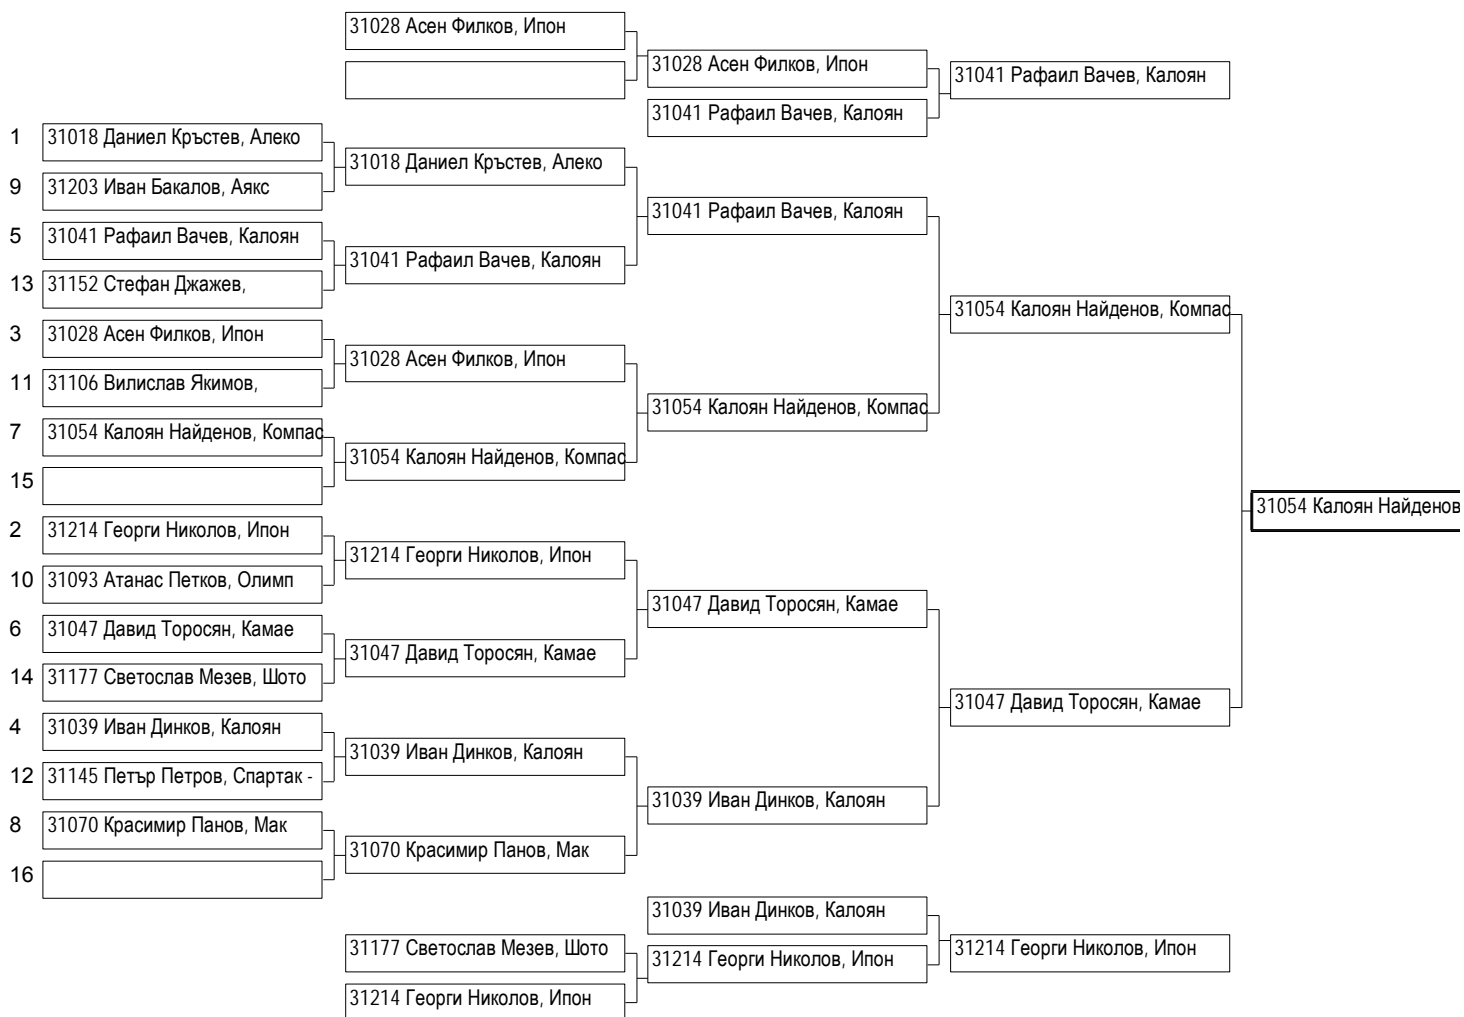 31028 Асен Филков, Ипон
31028 Асен Филков, Ипон
31041 Рафаил Вачев, Калоян
31041 Рафаил Вачев, Калоян
1 31018 Даниел Кръстев, Алеко
31018 Даниел Кръстев, Алеко
9 31203 Иван Бакалов, Аякс
31041 Рафаил Вачев, Калоян
5 31041 Рафаил Вачев, Калоян
31041 Рафаил Вачев, Калоян
13 31152 Стефан Джажев,
31054 Калоян Найденов, Компас
3 31028 Асен Филков, Ипон
31028 Асен Филков, Ипон
11 31106 Вилислав Якимов,
31054 Калоян Найденов, Компас
7 31054 Калоян Найденов, Компас
31054 Калоян Найденов, Компас
15
31054 Калоян Найденов
2 31214 Георги Николов, Ипон
31214 Георги Николов, Ипон
10 31093 Атанас Петков, Олимп
31047 Давид Торосян, Камае
6 31047 Давид Торосян, Камае
31047 Давид Торосян, Камае
14 31177 Светослав Мезев, Шото
31047 Давид Торосян, Камае
4 31039 Иван Динков, Калоян
31039 Иван Динков, Калоян
12 31145 Петър Петров, Спартак -
31039 Иван Динков, Калоян
8 31070 Красимир Панов, Мак
31070 Красимир Панов, Мак
16
31039 Иван Динков, Калоян
31177 Светослав Мезев, Шото
31214 Георги Николов, Ипон
31214 Георги Николов, Ипон
31214 Георги Николов, Ипон